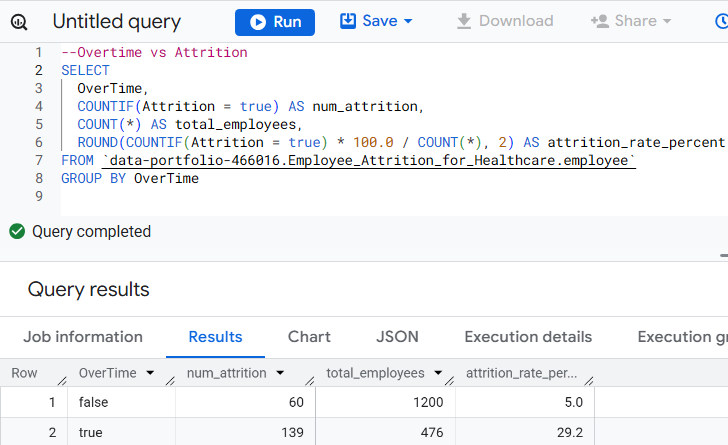 Untitled query Run Save Download Share
1 --Overtime vs Attrition
2 SELECT
3 OverTime,
4 COUNTIF(Attrition = true) AS num_attrition,
5 COUNT(*) AS total_employees,
6 ROUND(COUNTIF(Attrition = true) * 100.0 / COUNT(*), 2) AS attrition_rate_percent
7 FROM `data-portfolio-466016.Employee_Attrition_for_Healthcare.employee`
8 GROUP BY OverTime
9
Query completed
Query results
Job information Results Chart JSON Execution details Execution gr
Row OverTime num_attrition total_employees attrition_rate_per...
1 false 60 1200 5.0
2 true 139 476 29.2